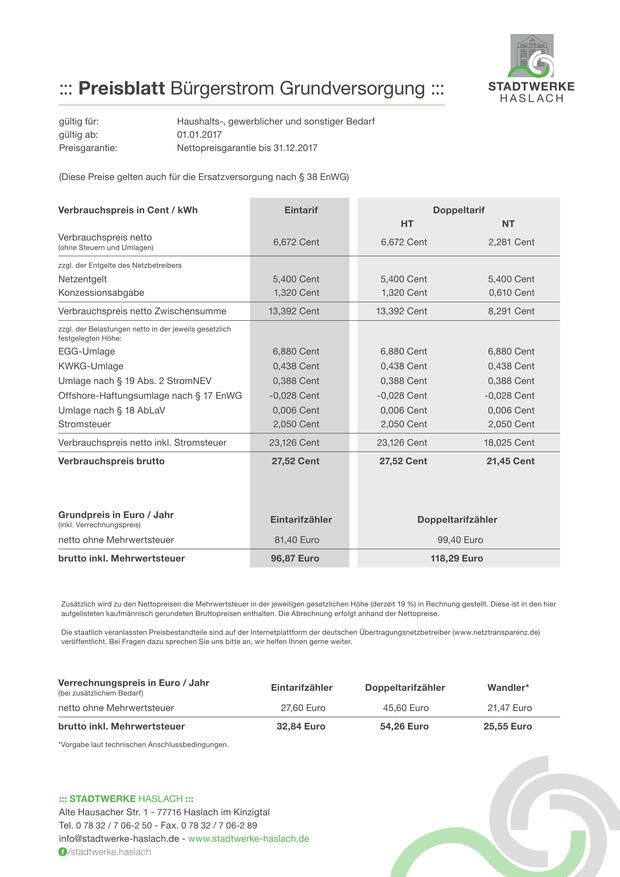 ::: Preisblatt Bürgerstrom Grundversorgung :::
STADTWERKE
HASLACH
gültig für: Haushalts-, gewerblicher und sonstiger Bedarf
gültig ab: 01.01.2017
Preisgarantie: Nettopreisgarantie bis 31.12.2017
(Diese Preise gelten auch für die Ersatzversorgung nach § 38 EnWG)
Verbrauchspreis in Cent / kWh Eintarif Doppeltarif
HT NT
Verbrauchspreis netto 6,672 Cent 6,672 Cent 2,281 Cent
(ohne Steuern und Umlagen)
zzgl. der Entgelte des Netzbetreibers
Netzentgelt 5,400 Cent 5,400 Cent 5,400 Cent
Konzessionsabgabe 1,320 Cent 1,320 Cent 0,610 Cent
Verbrauchspreis netto Zwischensumme 13,392 Cent 13,392 Cent 8,291 Cent
zzgl. der Belastungen netto in der jeweils gesetzlich
festgelegten Höhe:
EGG-Umlage 6,880 Cent 6,880 Cent 6,880 Cent
KWKG-Umlage 0,438 Cent 0,438 Cent 0,438 Cent
Umlage nach § 19 Abs. 2 StromNEV 0,388 Cent 0,388 Cent 0,388 Cent
Offshore-Haftungsumlage nach § 17 EnWG -0,028 Cent -0,028 Cent -0,028 Cent
Umlage nach § 18 AbLaV 0,006 Cent 0,006 Cent 0,006 Cent
Stromsteuer 2,050 Cent 2,050 Cent 2,050 Cent
Verbrauchspreis netto inkl. Stromsteuer 23,126 Cent 23,126 Cent 18,025 Cent
Verbrauchspreis brutto 27,52 Cent 27,52 Cent 21,45 Cent
Grundpreis in Euro / Jahr Eintarifzähler Doppeltarifzähler
(inkl. Verrechnungspreis)
netto ohne Mehrwertsteuer 81,40 Euro 99,40 Euro
brutto inkl. Mehrwertsteuer 96,87 Euro 118,29 Euro
Zusätzlich wird zu den Nettopreisen die Mehrwertsteuer in der jeweiligen gesetzlichen Höhe (derzeit 19 %) in Rechnung gestellt. Diese ist in den hier
aufgelisteten kaufmännisch gerundeten Bruttopreisen enthalten. Die Abrechnung erfolgt anhand der Nettopreise.
Die staatlich veranlassten Preisbestandteile sind auf der Internetplattform der deutschen Übertragungsnetzbetreiber (www.netztransparenz.de)
veröffentlicht. Bei Fragen dazu sprechen Sie uns bitte an, wir helfen Ihnen gerne weiter.
Verrechnungspreis in Euro / Jahr Eintarifzähler Doppeltarifzähler Wandler*
(bei zusätzlichem Bedarf)
netto ohne Mehrwertsteuer 27,60 Euro 45,60 Euro 21,47 Euro
brutto inkl. Mehrwertsteuer 32,84 Euro 54,26 Euro 25,55 Euro
*Vorgabe laut technischen Anschlussbedingungen.
::: STADTWERKE HASLACH :::
Alte Hausacher Str. 1 - 77716 Haslach im Kinzigtal
Tel. 0 78 32 / 7 06-2 50 - Fax. 0 78 32 / 7 06-2 89
info@stadtwerke-haslach.de - www.stadtwerke-haslach.de
f/stadtwerke.haslach